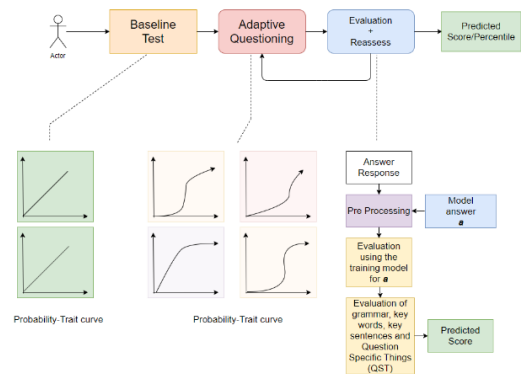 Actor
Baseline
Test
Adaptive
Questioning
Evaluation
+
Reassess
Predicted
Score/Percentile
Probability-Trait curve
Probability-Trait curve
Answer
Response
Pre Processing
Model
answer
a
Evaluation
using the
training model
for a
Evaluation of
grammar, key
words, key
sentences and
Question
Specific Things
(QST)
Predicted
Score